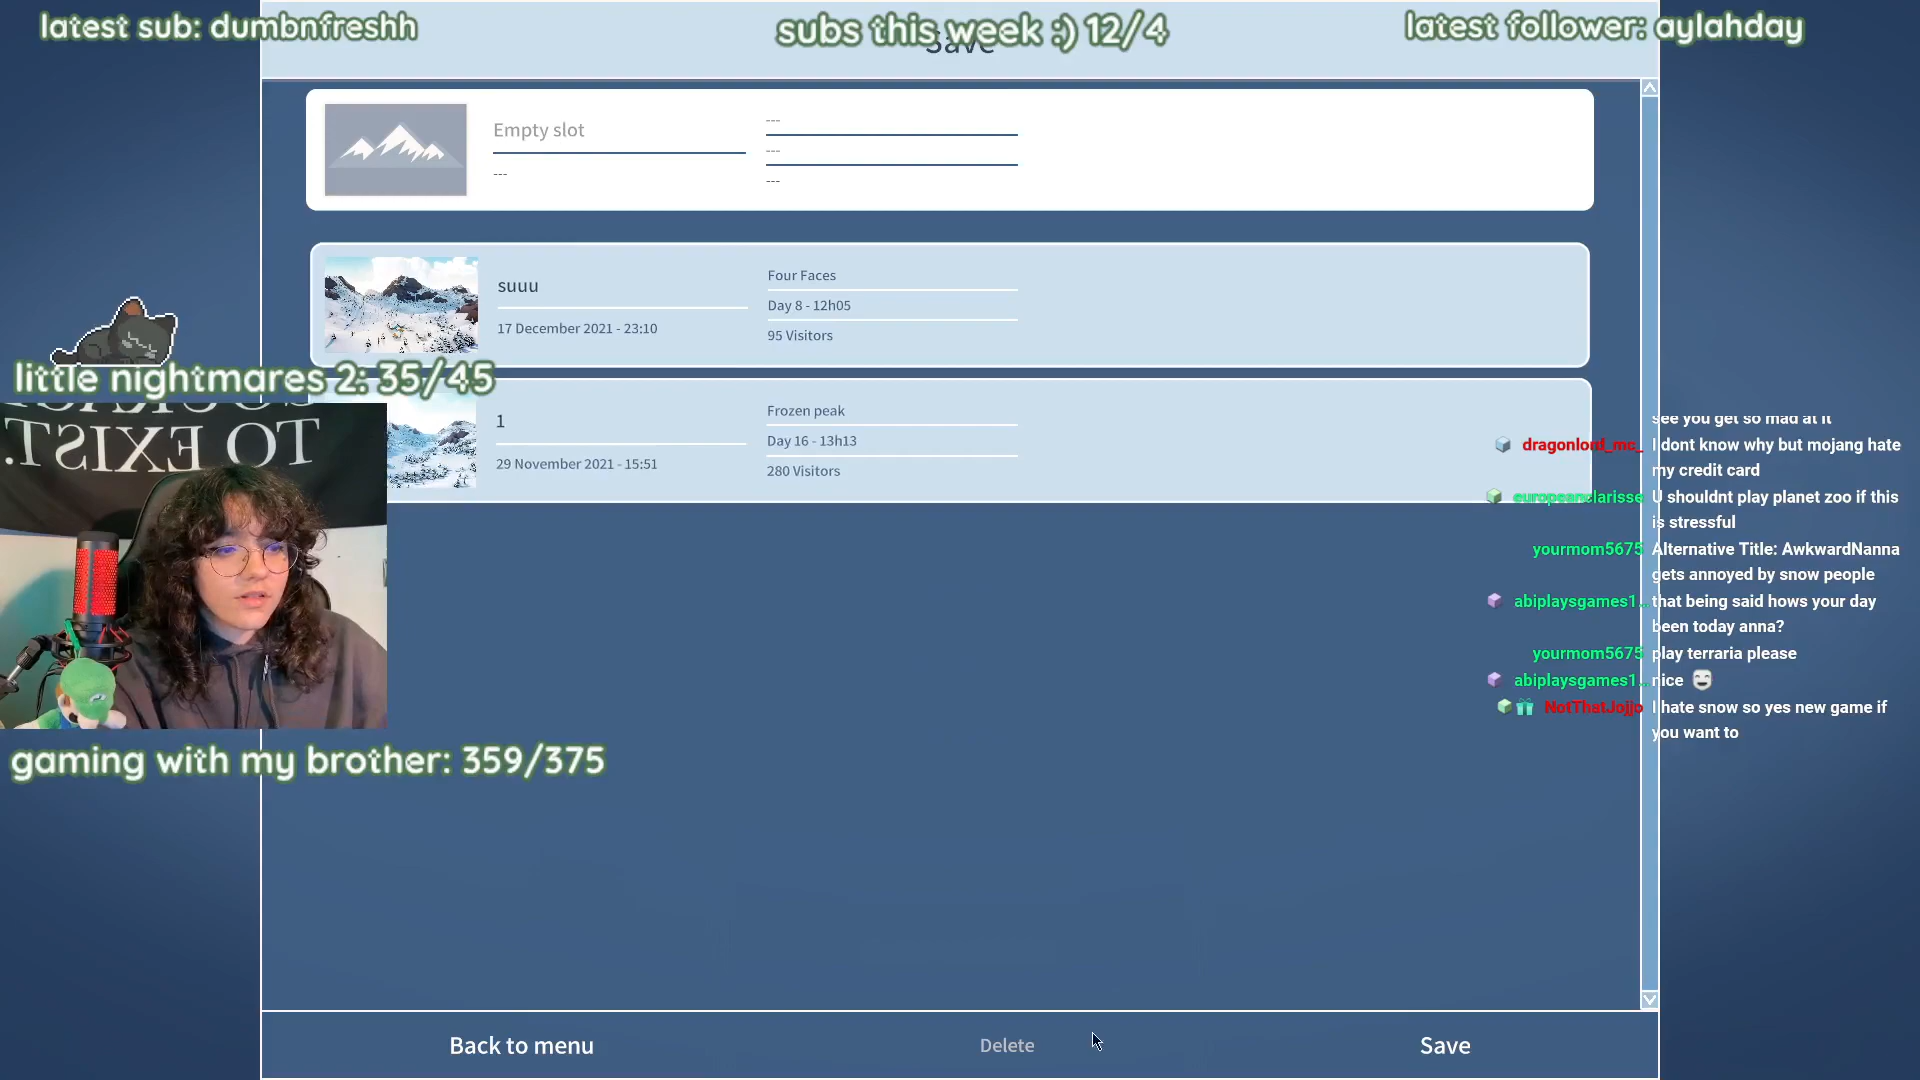 latest sub: dumbnfreshh
subs this week :) 12/4
latest follower: aylahday
Save
Empty slot
---
---
---
---
suuu
17 December 2021 - 23:10
Four Faces
Day 8 - 12h05
95 Visitors
little nightmares 2: 35/45
1
29 November 2021 - 15:51
Frozen peak
Day 16 - 13h13
280 Visitors
TO EXIST.
see you get so mad at it
dragonlord_mc_ I dont know why but mojang hate
my credit card
europeanclarisse U shouldnt play planet zoo if this
is stressful
yourmom5675 Alternative Title: AwkwardNanna
gets annoyed by snow people
abiplaysgames1... that being said hows your day
been today anna?
yourmom5675 play terraria please
abiplaysgames1... nice
NotThatJojjo I hate snow so yes new game if
you want to
gaming with my brother: 359/375
Back to menu
Delete
Save